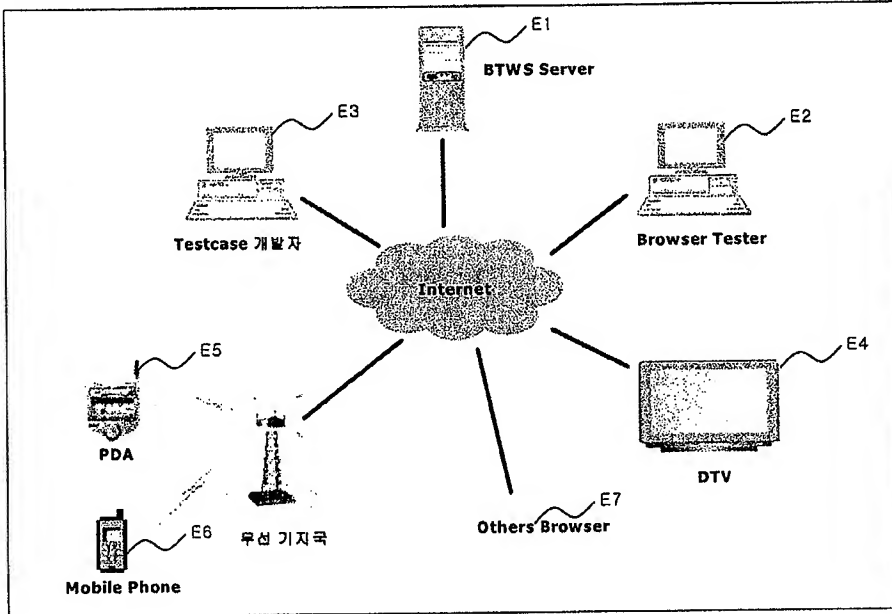 E1
BTWS Server
E3
E2
Testcase 개발자
Browser Tester
Internet
E5
E4
PDA
DTV
E7
E6
우선 기지국
Others Browser
Mobile Phone